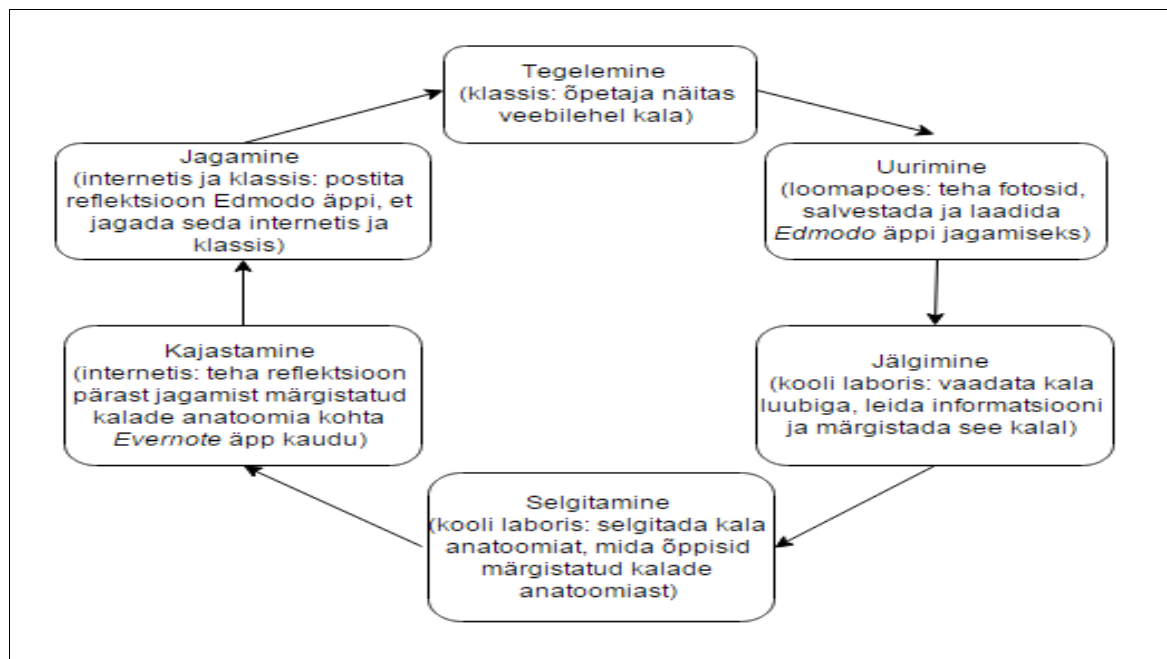 Tegelemine
(klassis: õpetaja näitas
veebilehel kala)
Uurimine
(loomapoes: teha fotosid,
salvestada ja laadida
Edmodo äppi jagamiseks)
Jälgimine
(kooli laboris: vaadata kala
luubiga, leida informatsiooni
ja märgistada see kalal)
Selgitamine
(kooli laboris: selgitada kala
anatoomiat, mida õppisid
märgistatud kalade
anatoomiast)
Kajastamine
(internetis: teha reflektsioon
pärast jagamist märgistatud
kalade anatoomia kohta
Evernote äpp kaudu)
Jagamine
(internetis ja klassis: postita
reflektsioon Edmodo äppi, et
jagada seda internetis ja
klassis)